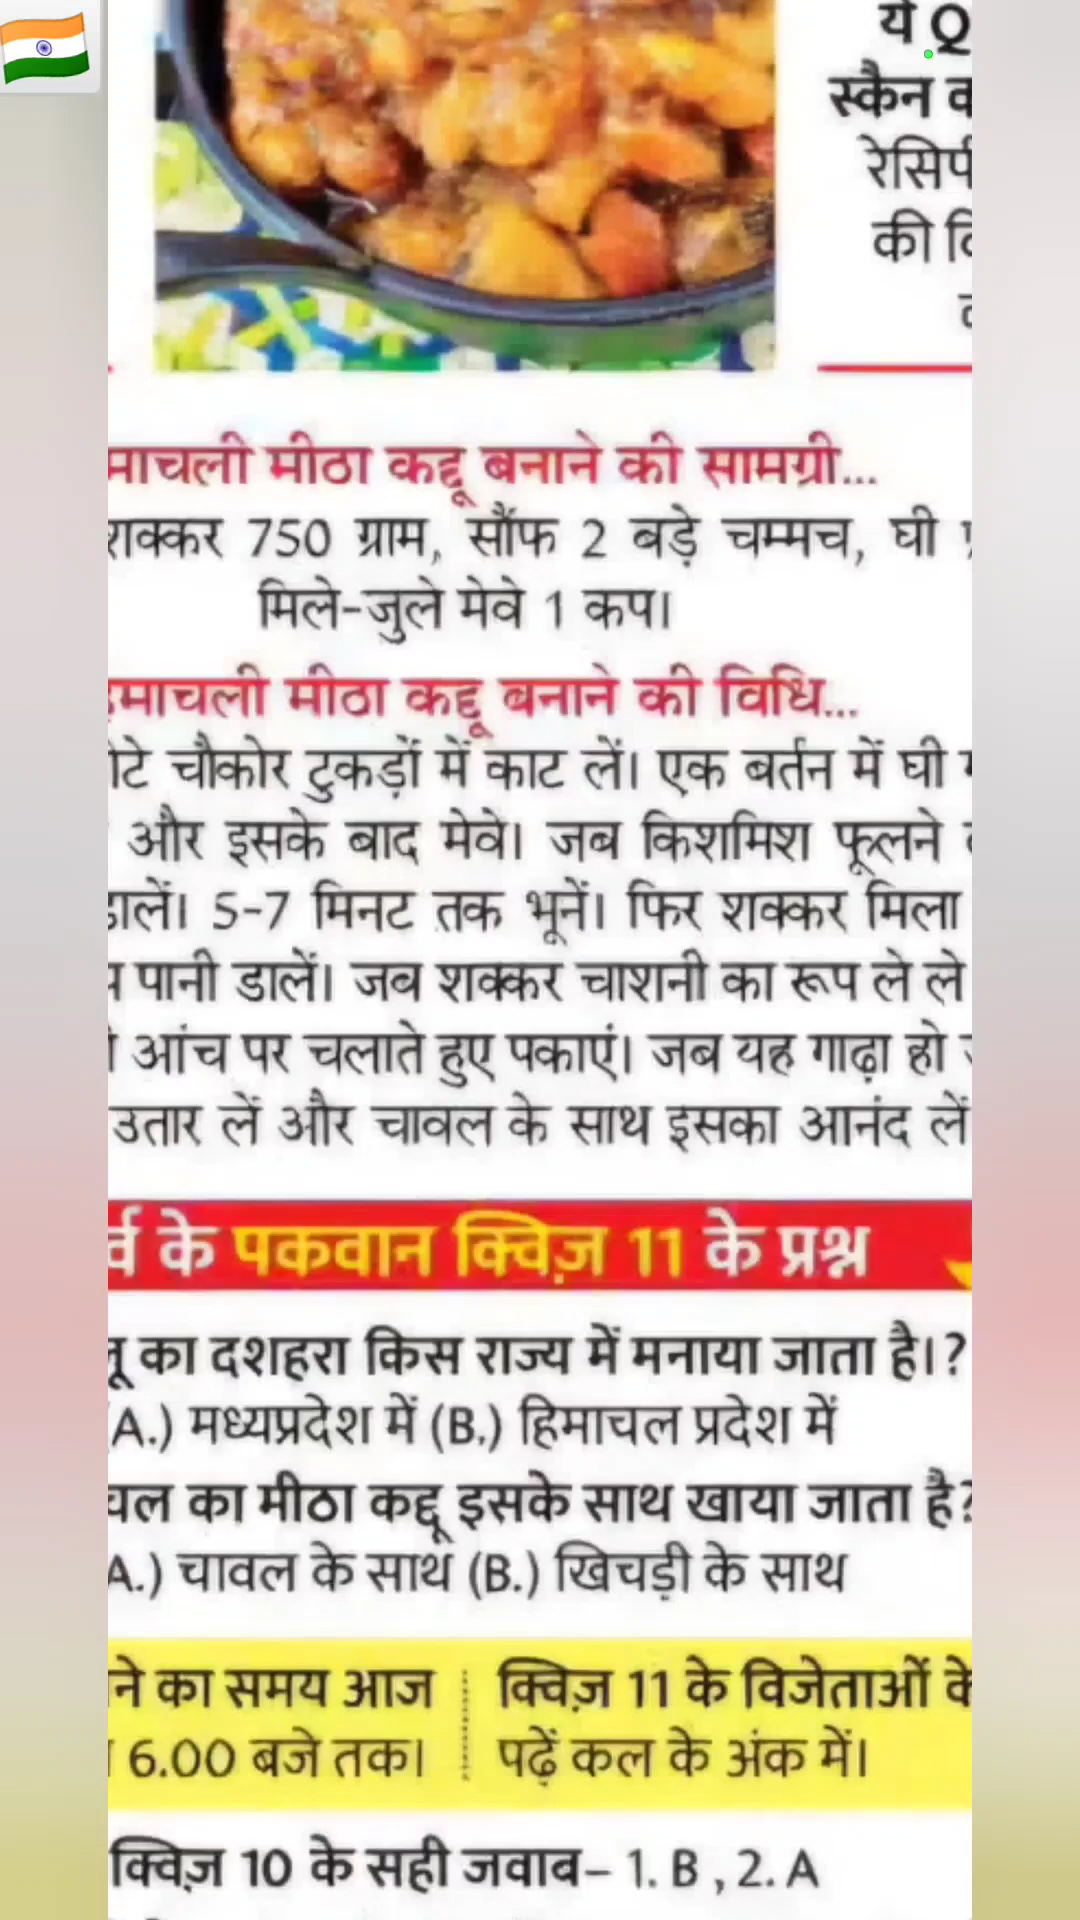 ये Q
स्कैन
रेसिपी
की
माचली मीठा कद्दू बनाने की सामग्री...
शक्कर 750 ग्राम, सौंफ 2 बड़े चम्मच, घी
मिले-जुले मेवे 1 कप।
माचली मीठा कद्दू बनाने की विधि...
चौकोर टुकड़ों में काट लें। एक बर्तन में घी
और इसके बाद मेवे। जब किशमिश फूलने
डालें। 5-7 मिनट तक भूनें। फिर शक्कर मिला
पानी डालें। जब शक्कर चाशनी का रूप ले ले
आंच पर चलाते हुए पकाएं। जब यह गाढ़ा हो
उतार लें और चावल के साथ इसका आनंद लें
के पकवान क्विज़ 11 के प्रश्न
का दशहरा किस राज्य में मनाया जाता है।?
(A.) मध्यप्रदेश में (B.) हिमाचल प्रदेश में
चल का मीठा कद्दू इसके साथ खाया जाता है?
A.) चावल के साथ (B.) खिचड़ी के साथ
ने का समय आज
6.00 बजे तक।
क्विज़ 11 के विजेताओं के
पढ़ें कल के अंक में।
क्विज़ 10 के सही जवाब– 1. B , 2. A